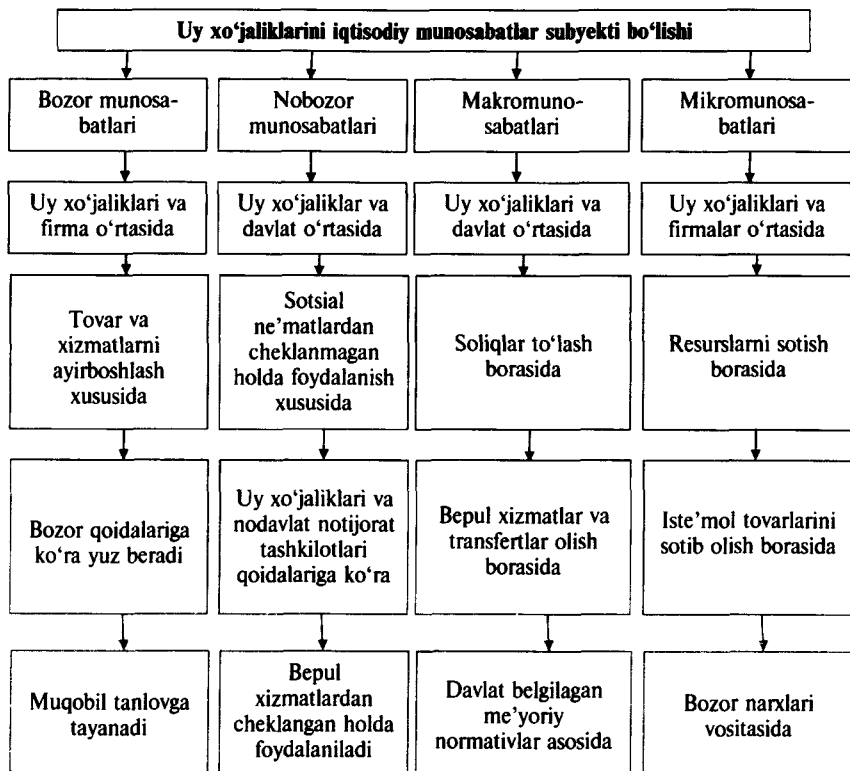 Uy xo‘jaliklarini iqtisodiy munosabatlar subyekti bo‘lishi
Bozor munosa-
batlari
Nobozor
munosabatlari
Makromuno-
sabatlari
Mikromunosa-
batlari
Uy xo‘jaliklari va
firma o‘rtasida
Uy xo‘jaliklar va
davlat o‘rtasida
Uy xo‘jaliklari va
davlat o‘rtasida
Uy xo‘jaliklari va
firmalar o‘rtasida
Tovar va
xizmatlarni
ayirboshlash
xususida
Sotsial
ne’matlardan
cheklanmagan
holda foydalanish
xususida
Soliqlar to‘lash
borasida
Resurslarni sotish
borasida
Bozor qoidalariga
ko‘ra yuz beradi
Uy xo‘jaliklari va
nodavlat notijorat
tashkilotlari
qoidalariga ko‘ra
Bepul xizmatlar va
transfertlar olish
borasida
Iste’mol tovarlarini
sotib olish borasida
Muqobil tanlovga
tayanadi
Bepul
xizmatlardan
cheklangan holda
foydalaniladi
Davlat belgilagan
me’yoriy
normativlar asosida
Bozor narxlari
vositasida